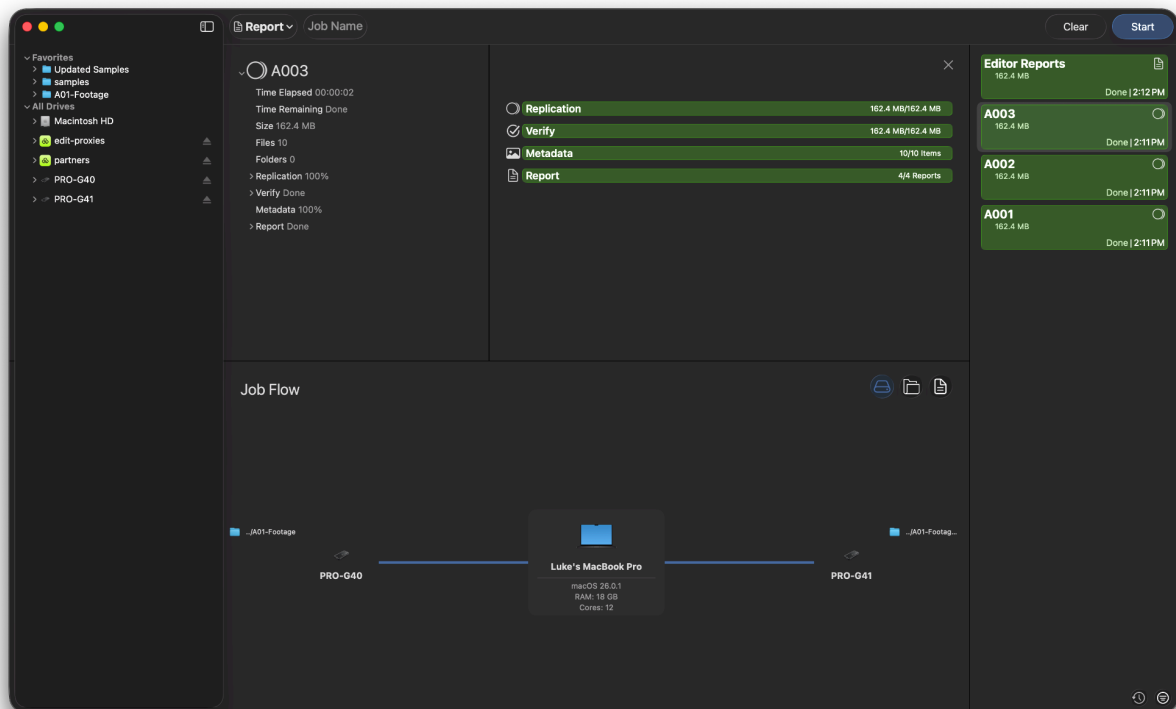 Report
Job Name
Clear
Start
Favorites
Updated Samples
samples
A01-Footage
All Drives
Macintosh HD
edit-proxies
partners
PRO-G40
PRO-G41
A003
Time Elapsed 00:00:02
Time Remaining Done
Size 162.4 MB
Files 10
Folders 0
Replication 100%
Verify Done
Metadata 100%
Report Done
Replication 162.4 MB/162.4 MB
Verify 162.4 MB/162.4 MB
Metadata 10/10 Items
Report 4/4 Reports
Editor Reports
162.4 MB
Done | 2:12 PM
A003
162.4 MB
Done | 2:11 PM
A002
162.4 MB
Done | 2:11 PM
A001
162.4 MB
Done | 2:11 PM
Job Flow
../A01-Footage
PRO-G40
Luke's MacBook Pro
macOS 26.0.1
RAM: 18 GB
Cores: 12
../A01-Footag...
PRO-G41